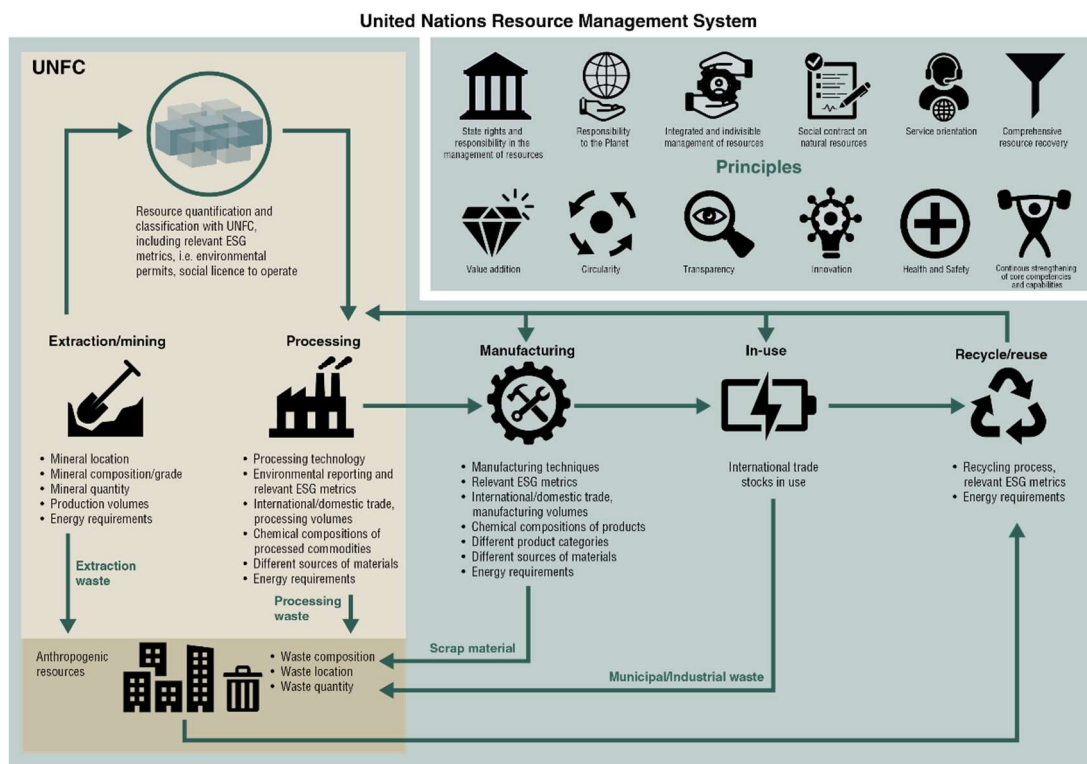 United Nations Resource Management System
UNFC
Resource quantification and
classification with UNFC,
including relevant ESG
metrics, i.e. environmental
permits, social licence to operate
State rights and
responsibility in the
management of resources
Responsibility
to the Planet
Integrated and indivisible
management of resources
Social contract on
natural resources
Service orientation
Comprehensive
resource recovery
Principles
Value addition
Circularity
Transparency
Innovation
Health and Safety
Continous strengthening
of core competencies
and capabilities
Extraction/mining
• Mineral location
• Mineral composition/grade
• Mineral quantity
• Production volumes
• Energy requirements
Processing
• Processing technology
• Environmental reporting and
relevant ESG metrics
• International/domestic trade,
processing volumes
• Chemical compositions of
processed commodities
• Different sources of materials
• Energy requirements
Manufacturing
• Manufacturing techniques
• Relevant ESG metrics
• International/domestic trade,
manufacturing volumes
• Chemical compositions of products
• Different product categories
• Different sources of materials
• Energy requirements
In-use
International trade
stocks in use
Recycle/reuse
• Recycling process,
relevant ESG metrics
• Energy requirements
Extraction
waste
Processing
waste
Scrap material
Municipal/Industrial waste
Anthropogenic
resources
• Waste composition
• Waste location
• Waste quantity